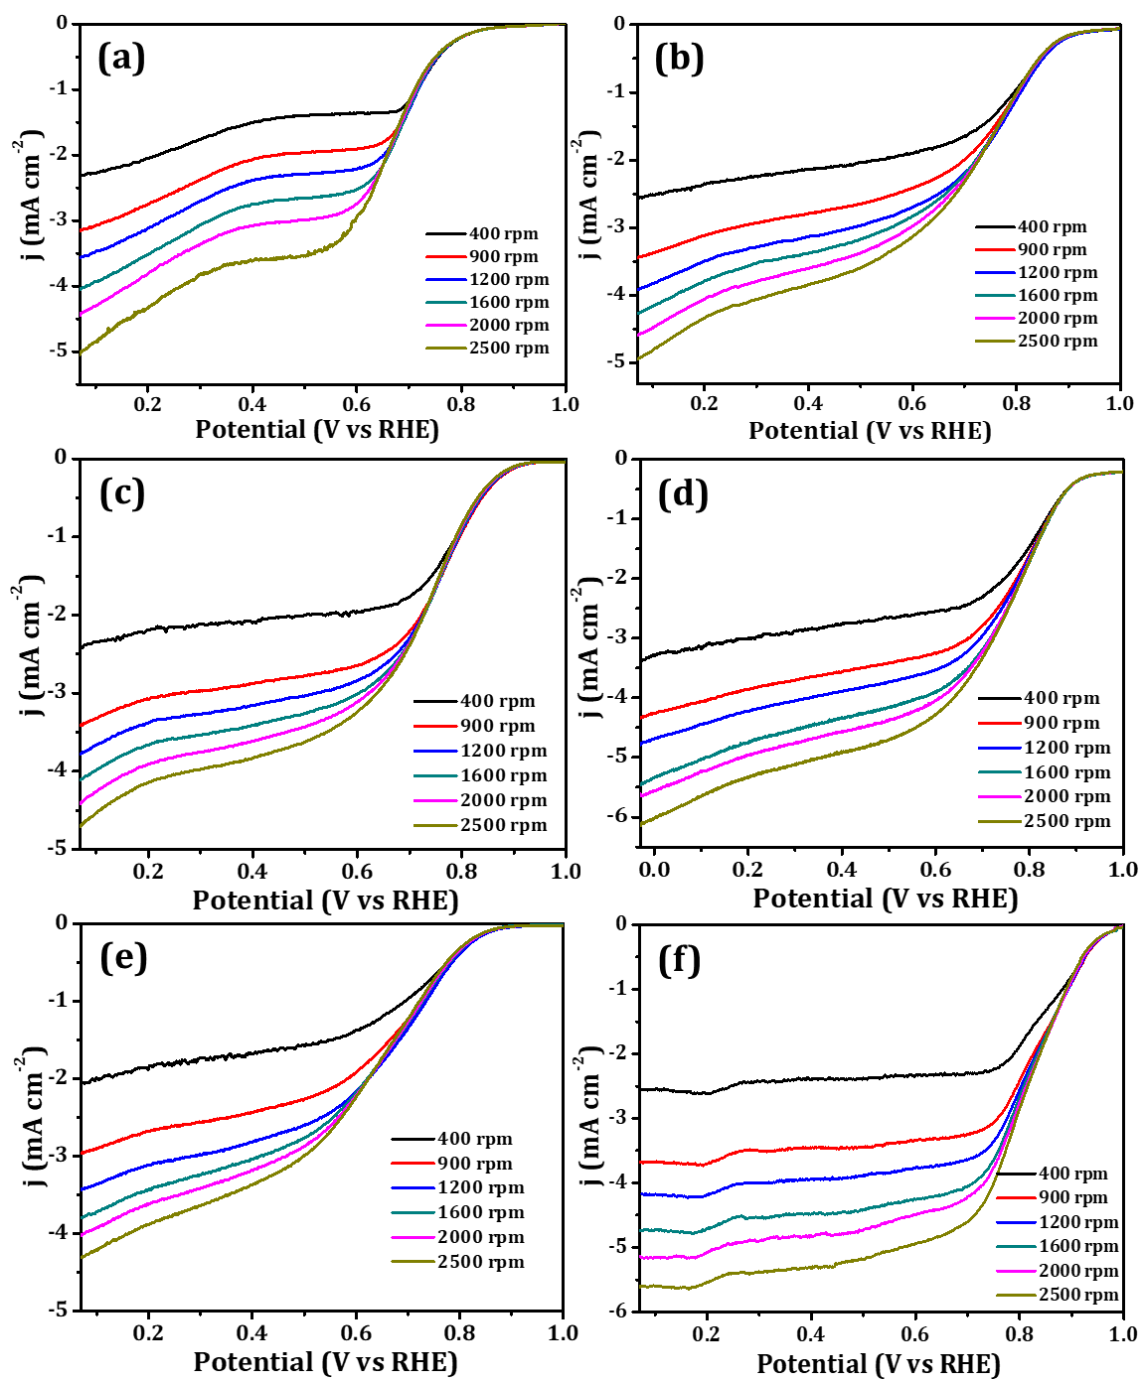 (a)
j (mA cm-2)
0
-1
-2
-3
-4
-5
400 rpm
900 rpm
1200 rpm
1600 rpm
2000 rpm
2500 rpm
0.2 0.4 0.6 0.8 1.0
Potential (V vs RHE)
(b)
j (mA cm-2)
0
-1
-2
-3
-4
-5
400 rpm
900 rpm
1200 rpm
1600 rpm
2000 rpm
2500 rpm
0.2 0.4 0.6 0.8 1.0
Potential (V vs RHE)
(c)
j (mA cm-2)
0
-1
-2
-3
-4
-5
400 rpm
900 rpm
1200 rpm
1600 rpm
2000 rpm
2500 rpm
0.2 0.4 0.6 0.8 1.0
Potential (V vs RHE)
(d)
j (mA cm-2)
0
-1
-2
-3
-4
-5
-6
400 rpm
900 rpm
1200 rpm
1600 rpm
2000 rpm
2500 rpm
0.0 0.2 0.4 0.6 0.8 1.0
Potential (V vs RHE)
(e)
j (mA cm-2)
0
-1
-2
-3
-4
-5
400 rpm
900 rpm
1200 rpm
1600 rpm
2000 rpm
2500 rpm
0.2 0.4 0.6 0.8 1.0
Potential (V vs RHE)
(f)
j (mA cm-2)
0
-1
-2
-3
-4
-5
-6
400 rpm
900 rpm
1200 rpm
1600 rpm
2000 rpm
2500 rpm
0.2 0.4 0.6 0.8 1.0
Potential (V vs RHE)